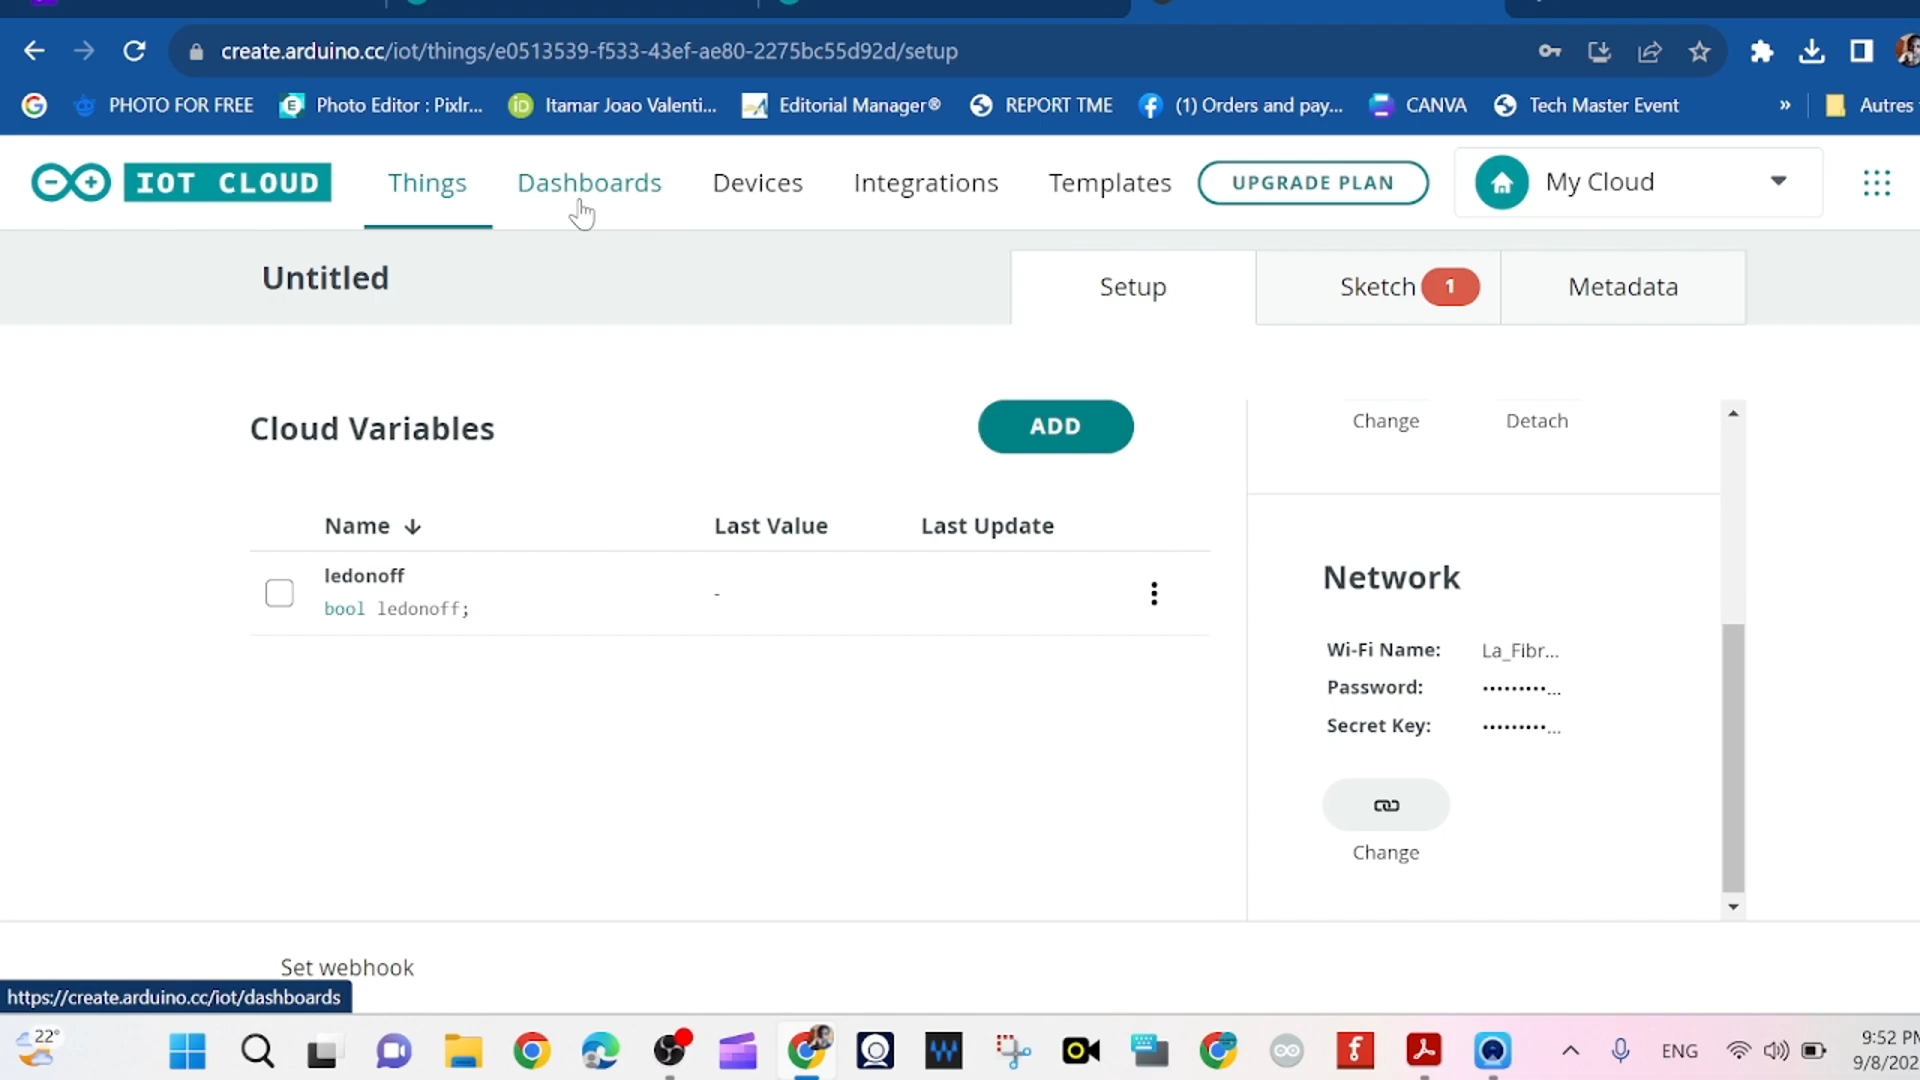 create.arduino.cc/iot/things/e0513539-f533-43ef-ae80-2275bc55d92d/setup
PHOTO FOR FREE
Photo Editor : Pixlr...
Itamar Joao Valenti...
Editorial Manager®
REPORT TME
(1) Orders and pay...
CANVA
Tech Master Event
»
Autres
IOT CLOUD
Things
Dashboards
Devices
Integrations
Templates
UPGRADE PLAN
My Cloud
Untitled
Setup
Sketch 1
Metadata
Cloud Variables
ADD
Change
Detach
Name
Last Value
Last Update
ledonoff
bool ledonoff;
-
Network
Wi-Fi Name: La_Fibr...
Password: •••••••••...
Secret Key: •••••••••...
Change
Set webhook
https://create.arduino.cc/iot/dashboards
22°
ENG
9:52 PM
9/8/202